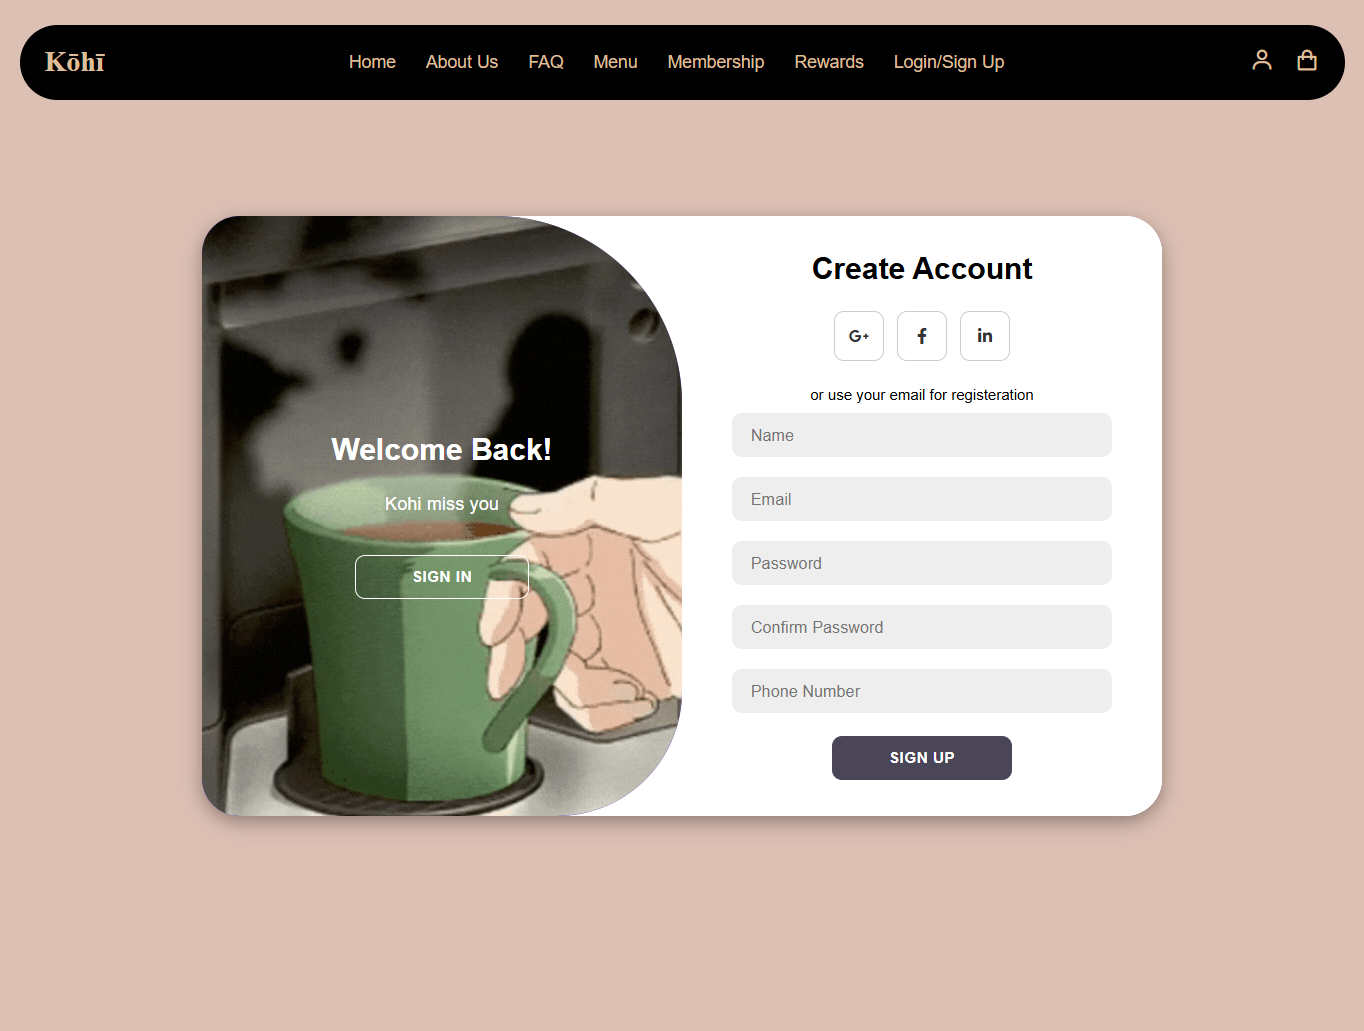 Kōhī
Home About Us FAQ Menu Membership Rewards Login/Sign Up
Welcome Back!
Kohi miss you
SIGN IN
Create Account
G+ f in
or use your email for registeration
Name
Email
Password
Confirm Password
Phone Number
SIGN UP